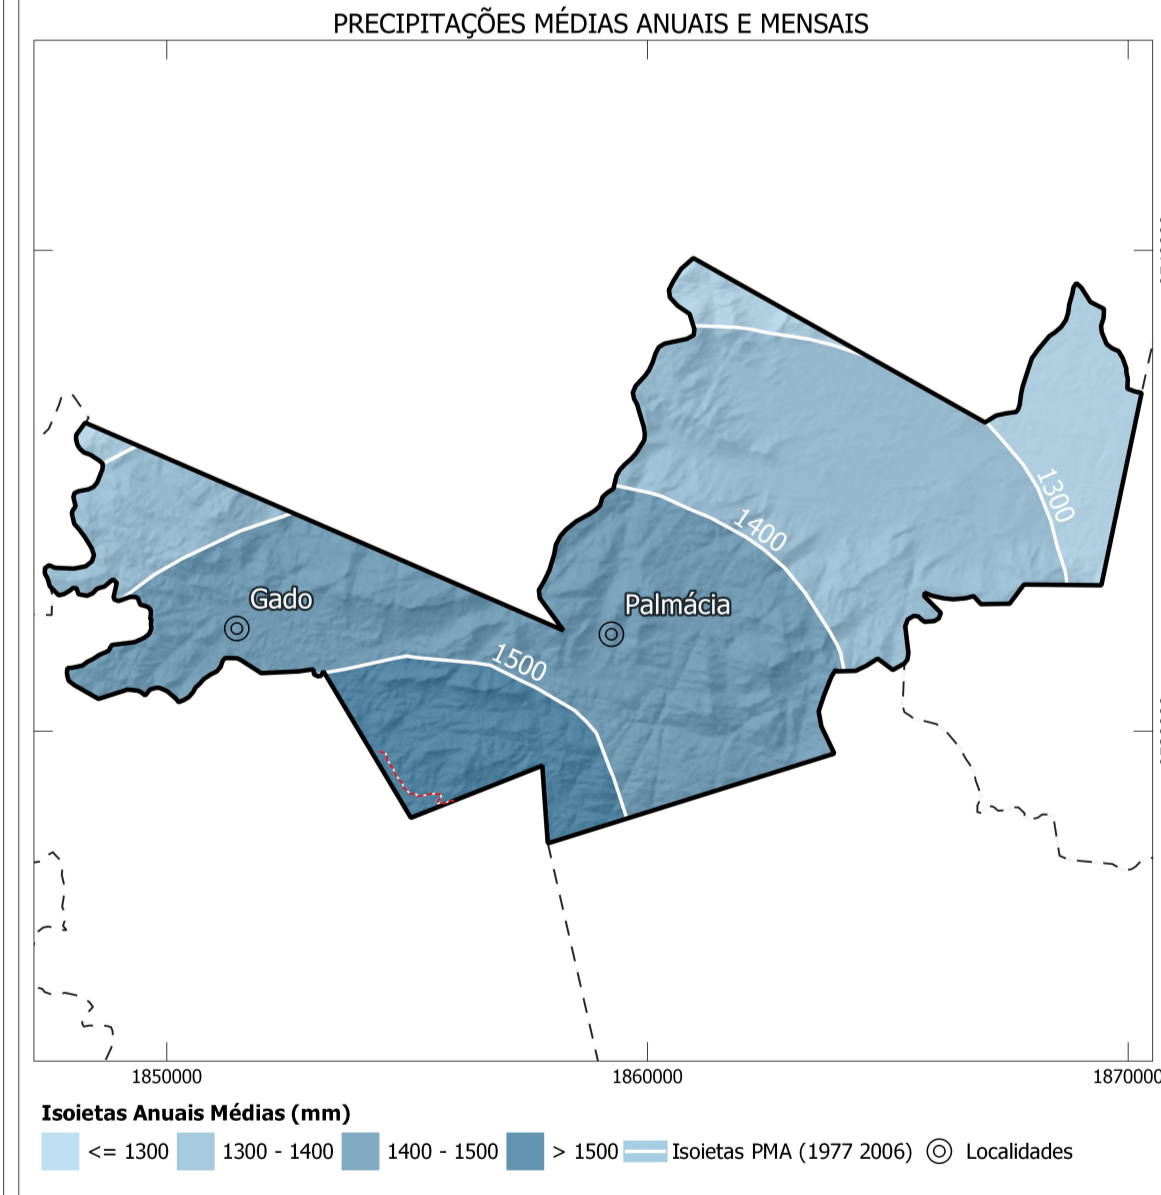 PRECIPITAÇÕES MÉDIAS ANUAIS E MENSAIS
1300
1400
Gado
Palmácia
1500
1850000
1860000
1870000
Isoietas Anuais Médias (mm)
<= 1300 1300 - 1400 1400 - 1500 > 1500 Isoietas PMA (1977 2006) Localidades